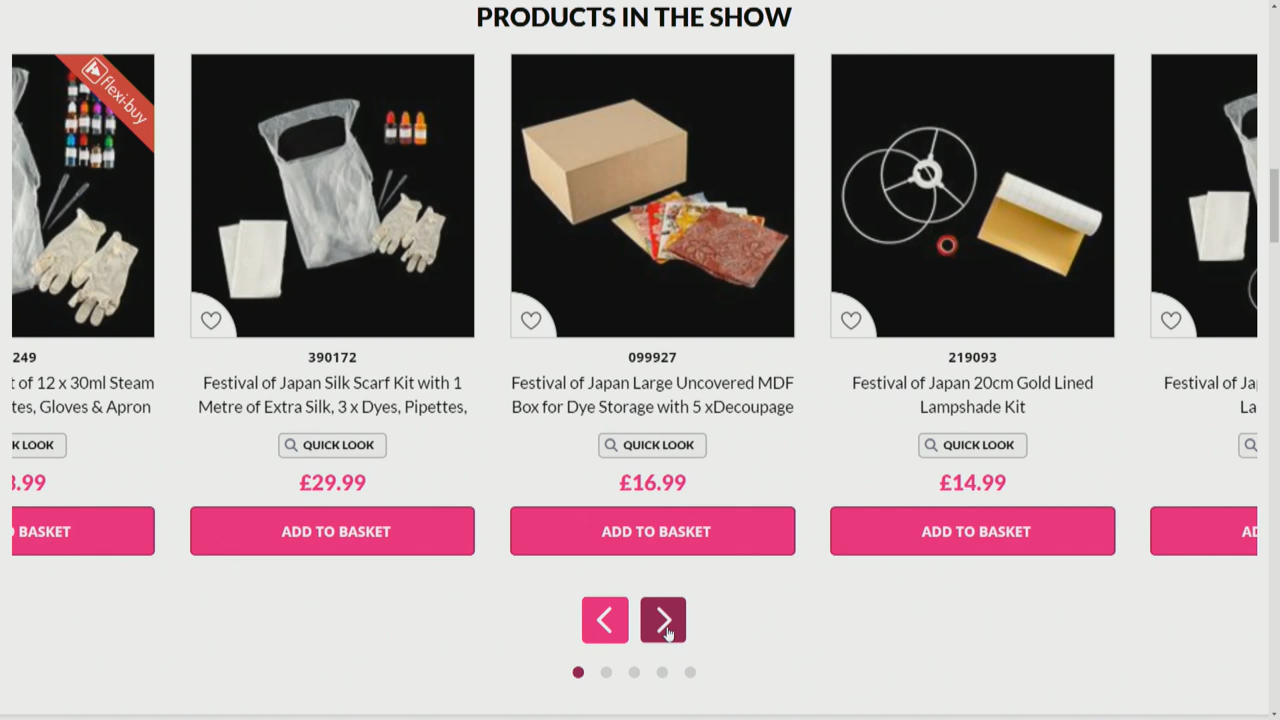 PRODUCTS IN THE SHOW
flexi-buy
249
t of 12 x 30ml Steam
tes, Gloves & Apron
K LOOK
.99
BASKET
390172
Festival of Japan Silk Scarf Kit with 1
Metre of Extra Silk, 3 x Dyes, Pipettes,
QUICK LOOK
£29.99
ADD TO BASKET
099927
Festival of Japan Large Uncovered MDF
Box for Dye Storage with 5 xDecoupage
QUICK LOOK
£16.99
ADD TO BASKET
219093
Festival of Japan 20cm Gold Lined
Lampshade Kit
QUICK LOOK
£14.99
ADD TO BASKET
Festival of Ja
La